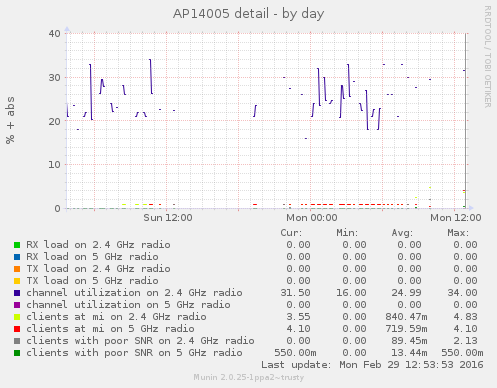 AP14005 detail - by day
RRDTOOL / TOBI OETIKER
% + abs
40
30
20
10
0
Sun 12:00 Mon 00:00 Mon 12:00
Cur: Min: Avg: Max:
RX load on 2.4 GHz radio 0.00 0.00 0.00 0.00
RX load on 5 GHz radio 0.00 0.00 0.00 0.00
TX load on 2.4 GHz radio 0.00 0.00 0.00 0.00
TX load on 5 GHz radio 0.00 0.00 0.00 0.00
channel utilization on 2.4 GHz radio 31.50 16.00 24.99 34.00
channel utilization on 5 GHz radio 0.00 0.00 0.00 0.00
clients at mi on 2.4 GHz radio 3.55 0.00 840.47m 4.83
clients at mi on 5 GHz radio 4.10 0.00 719.59m 4.10
clients with poor SNR on 2.4 GHz radio 0.00 0.00 89.45m 2.13
clients with poor SNR on 5 GHz radio 550.00m 0.00 13.44m 550.00m
Last update: Mon Feb 29 12:53:53 2016
Munin 2.0.25-1ppa2~trusty